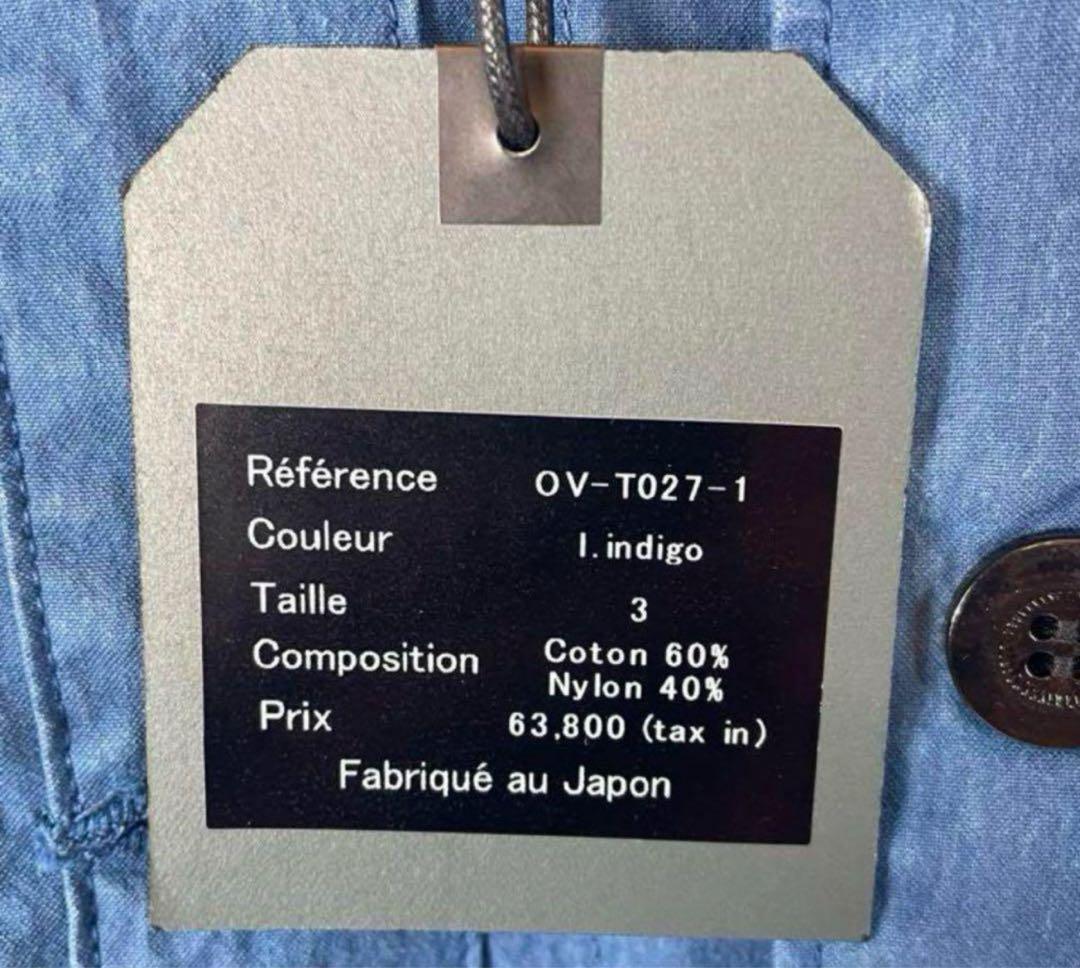 Référence OV-T027-1
Couleur I.indigo
Taille 3
Composition Coton 60%
Nylon 40%
Prix 63,800 (tax in)
Fabriqué au Japon